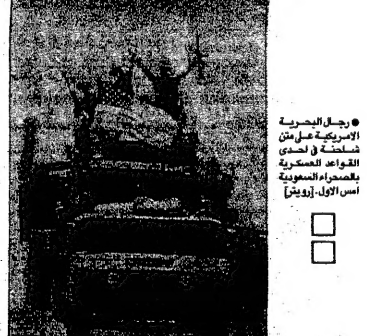 ● رجال البحرية
الامريكية على متن
شاحنة في احدى
القواعد العسكرية
بالصحراء السعودية
أمس الاول. [رويتر]